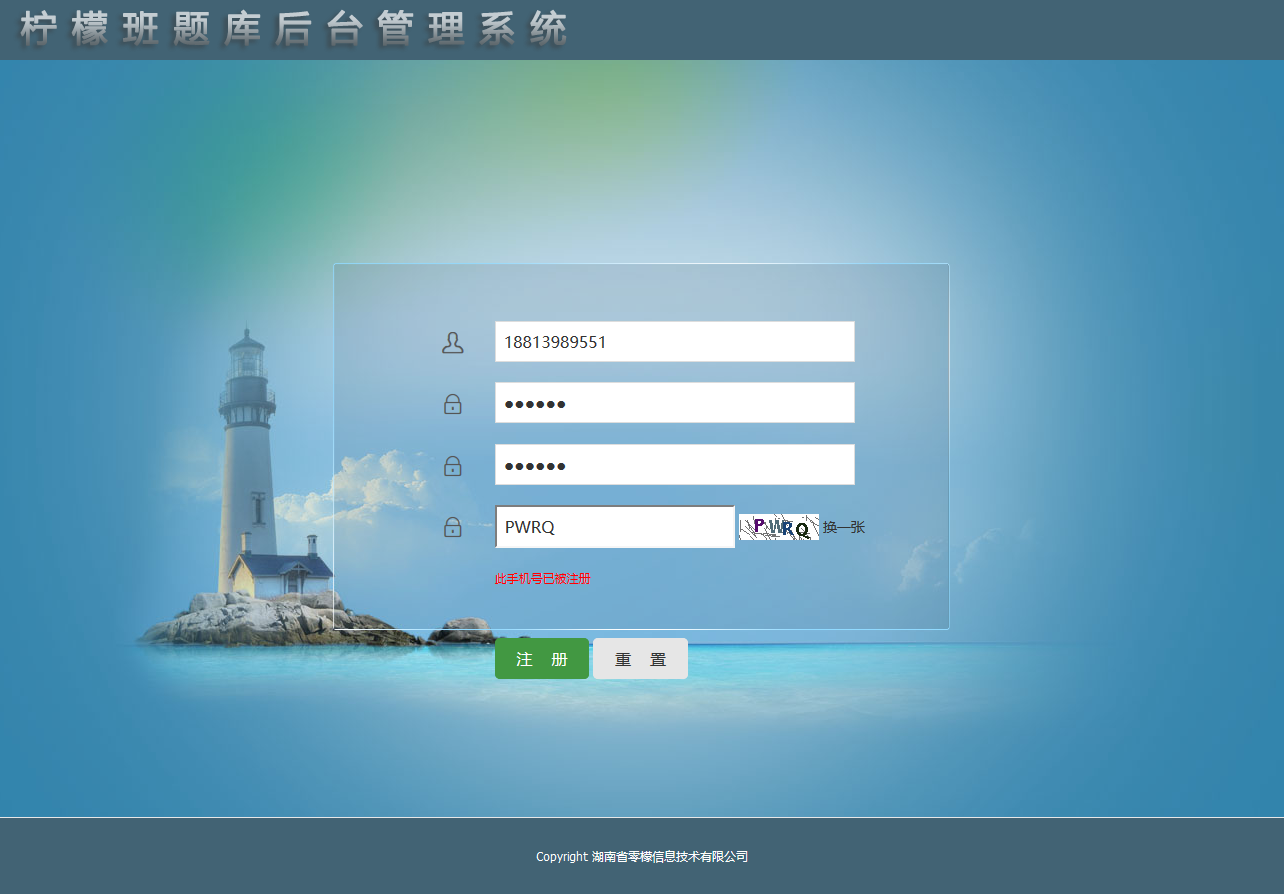 柠檬班题库后台管理系统
18813989551
●●●●●●
●●●●●●
PWRQ PWRQ 换一张
此手机号已被注册
注 册 重 置
Copyright 湖南省零檬信息技术有限公司